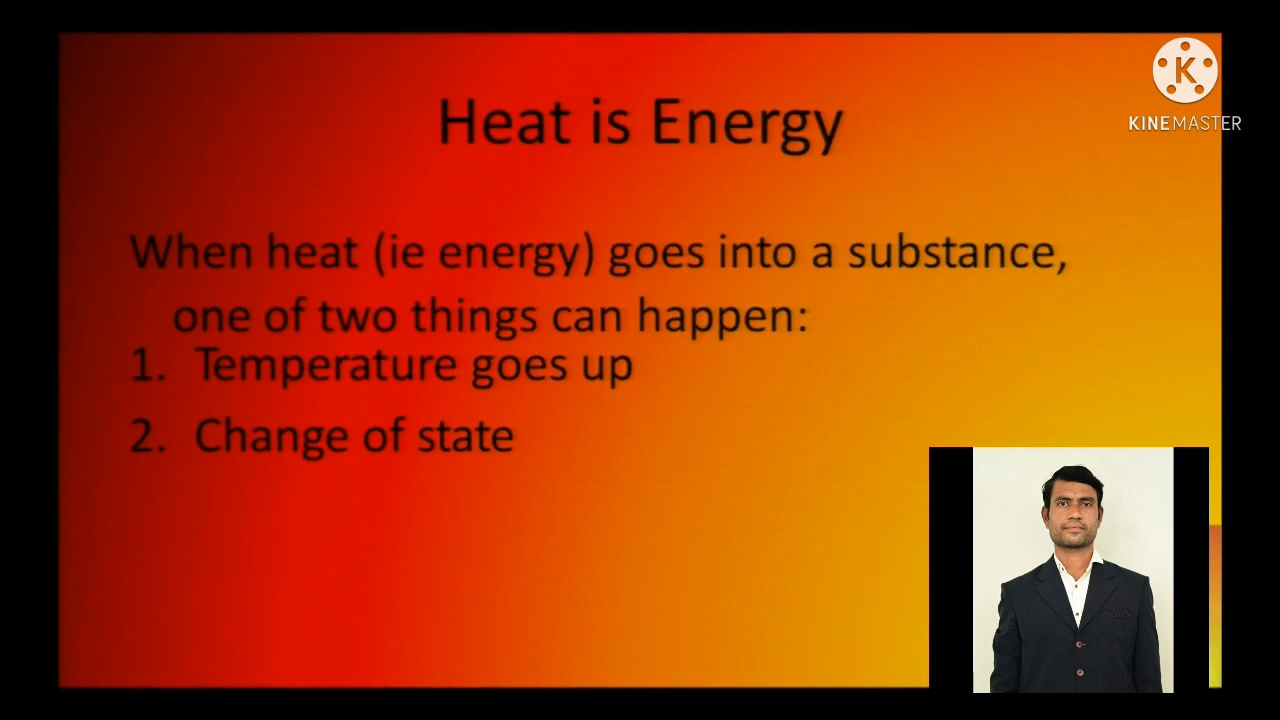 Heat is Energy
K
KINEMASTER
When heat (ie energy) goes into a substance,
one of two things can happen:
1. Temperature goes up
2. Change of state